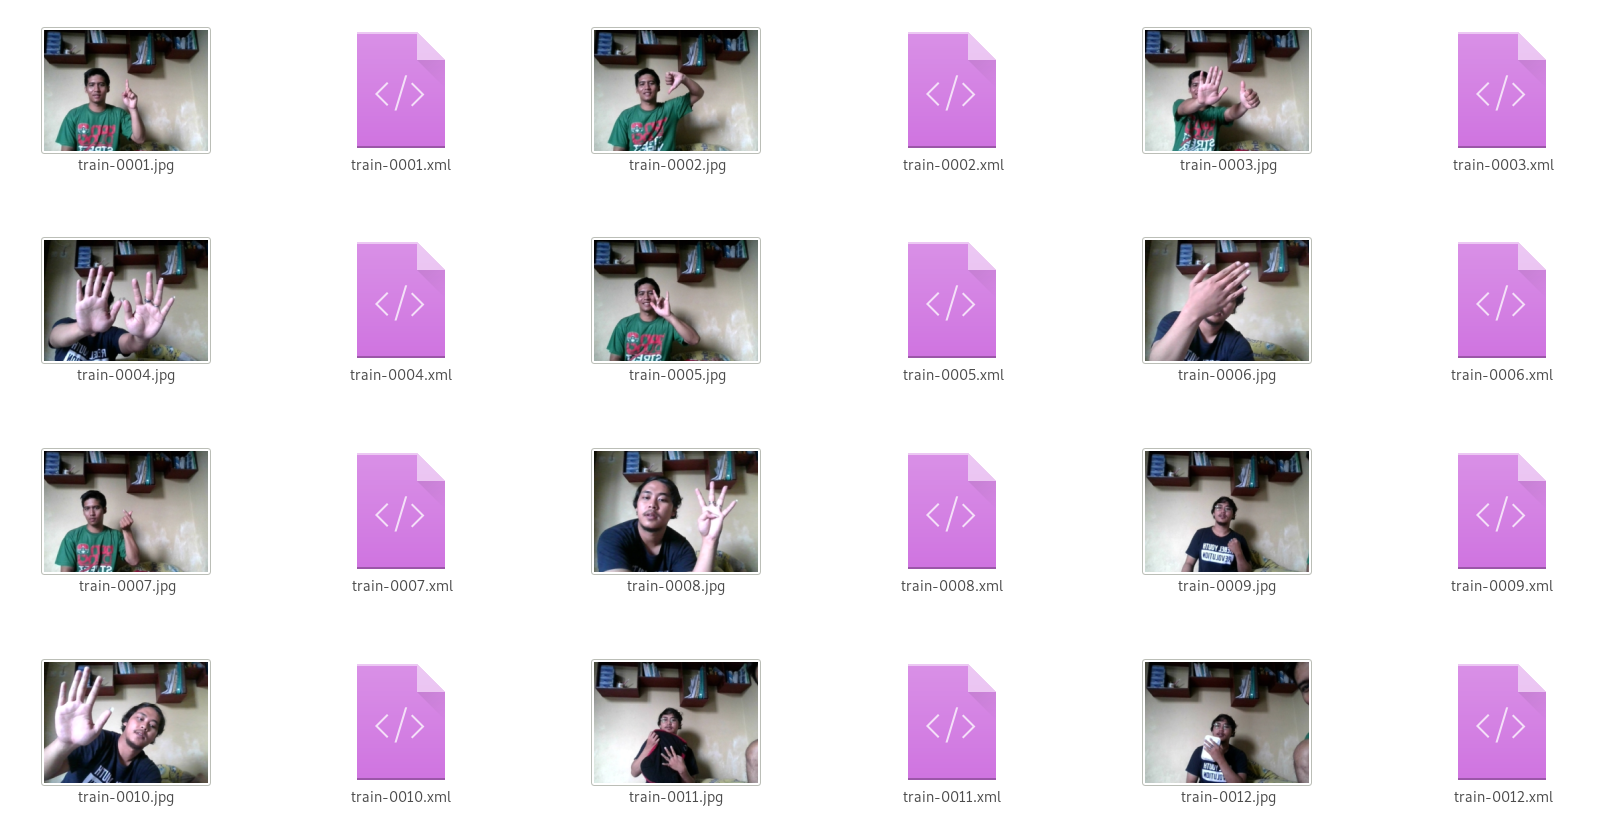 train-0001.jpg train-0001.xml train-0002.jpg train-0002.xml train-0003.jpg train-0003.xml
train-0004.jpg train-0004.xml train-0005.jpg train-0005.xml train-0006.jpg train-0006.xml
train-0007.jpg train-0007.xml train-0008.jpg train-0008.xml train-0009.jpg train-0009.xml
train-0010.jpg train-0010.xml train-0011.jpg train-0011.xml train-0012.jpg train-0012.xml